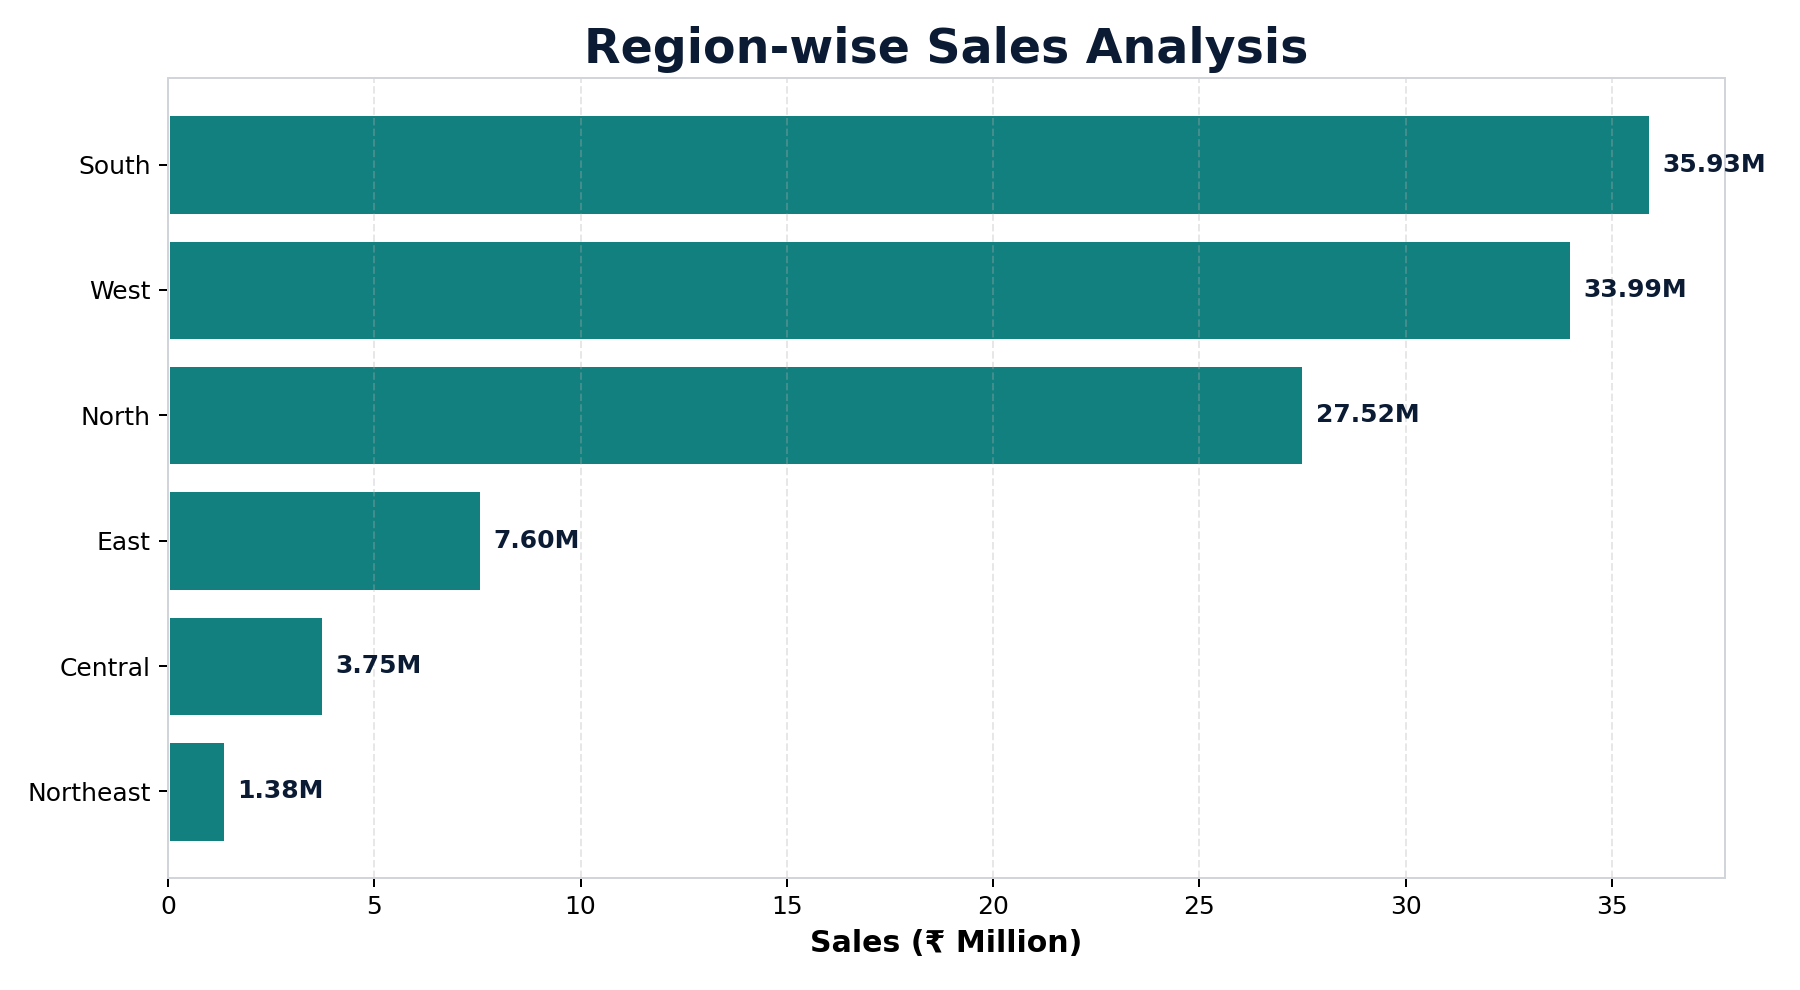 Region-wise Sales Analysis
South 35.93M
West 33.99M
North 27.52M
East 7.60M
Central 3.75M
Northeast 1.38M
0 5 10 15 20 25 30 35
Sales (₹ Million)